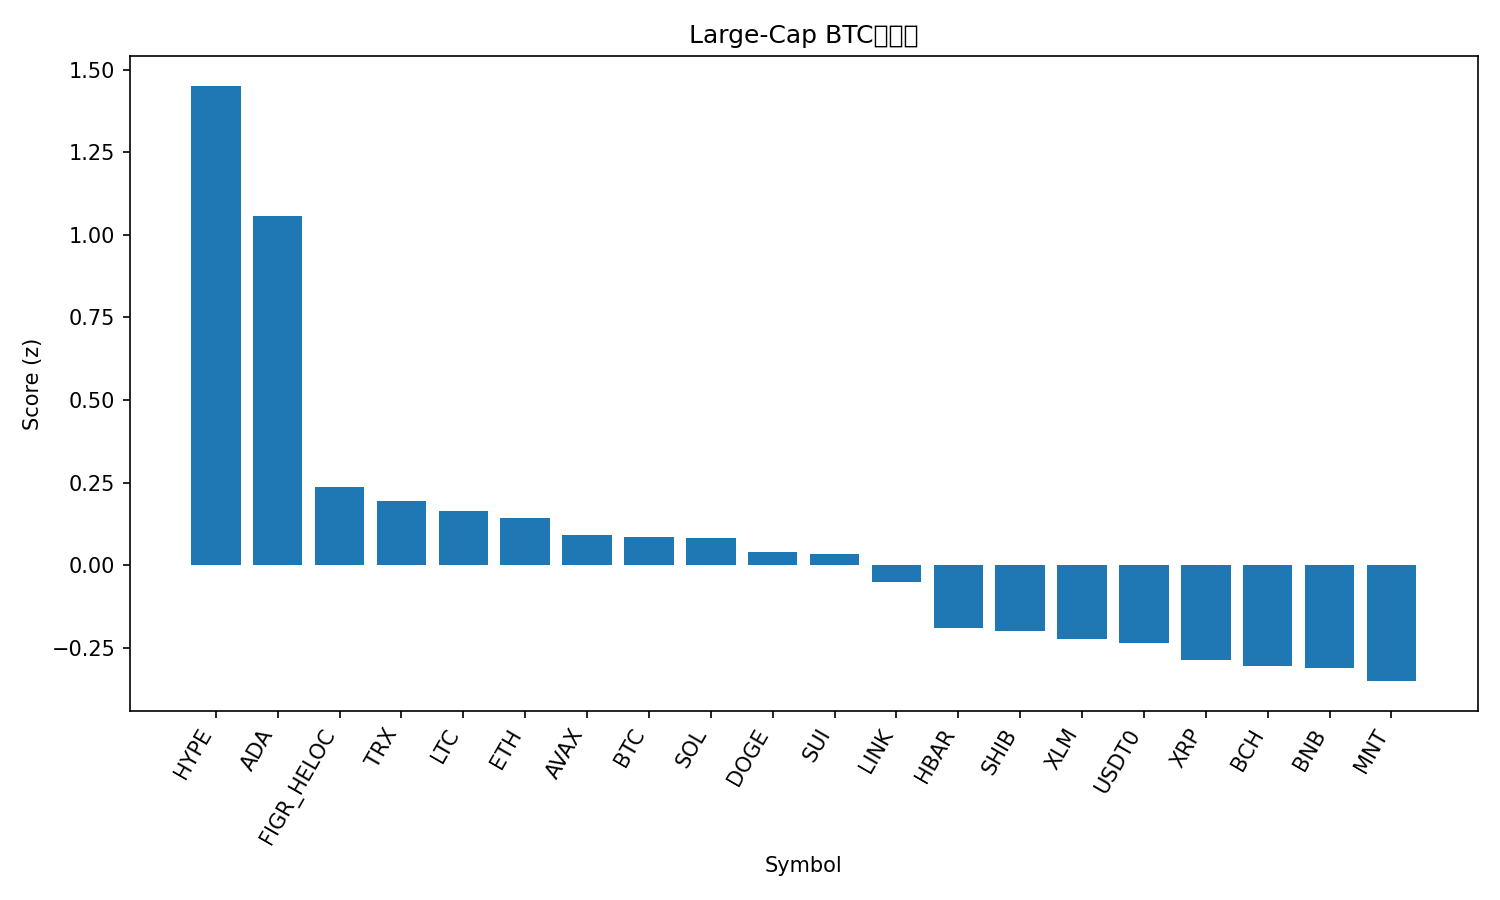 Large-Cap BTC
1.50
1.25
1.00
0.75
0.50
0.25
0.00
−0.25
Score (z)
HYPE
ADA
FIGR_HELOC
TRX
LTC
ETH
AVAX
BTC
SOL
DOGE
SUI
LINK
HBAR
SHIB
XLM
USDT0
XRP
BCH
BNB
MNT
Symbol